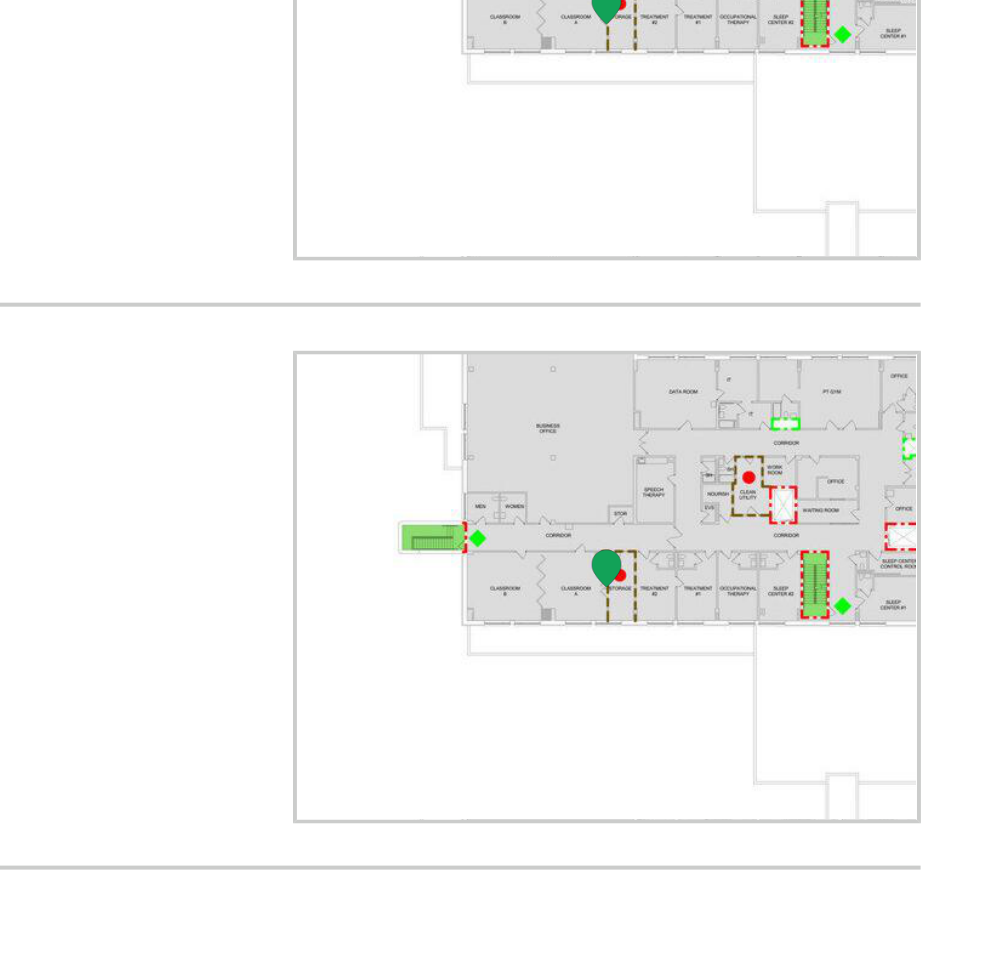 CLASSROOM
B
CLASSROOM
A
STORAGE
TREATMENT
#2
TREATMENT
#1
OCCUPATIONAL
THERAPY
SLEEP
CENTER #2
SLEEP
CENTER #1
DATA ROOM
IT
PT GYM
OFFICE
IT
BUSINESS
OFFICE
CORRIDOR
SPEECH
THERAPY
WORK
ROOM
OFFICE
NOURISH
CLEAN
UTILITY
EVS
MEN
WOMEN
STOR
WAITING ROOM
OFFICE
CORRIDOR
CORRIDOR
SLEEP CENTER
CONTROL ROOM
CLASSROOM
B
CLASSROOM
A
STORAGE
TREATMENT
#2
TREATMENT
#1
OCCUPATIONAL
THERAPY
SLEEP
CENTER #2
SLEEP
CENTER #1